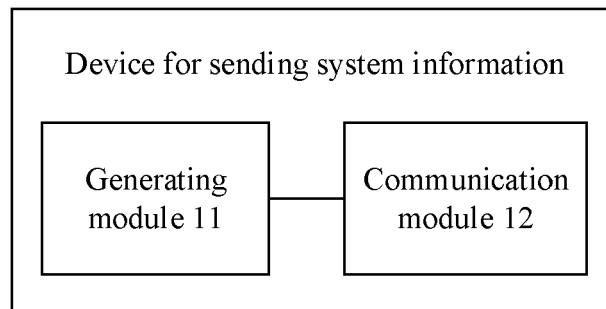 Device for sending system information
Generating
module 11
Communication
module 12